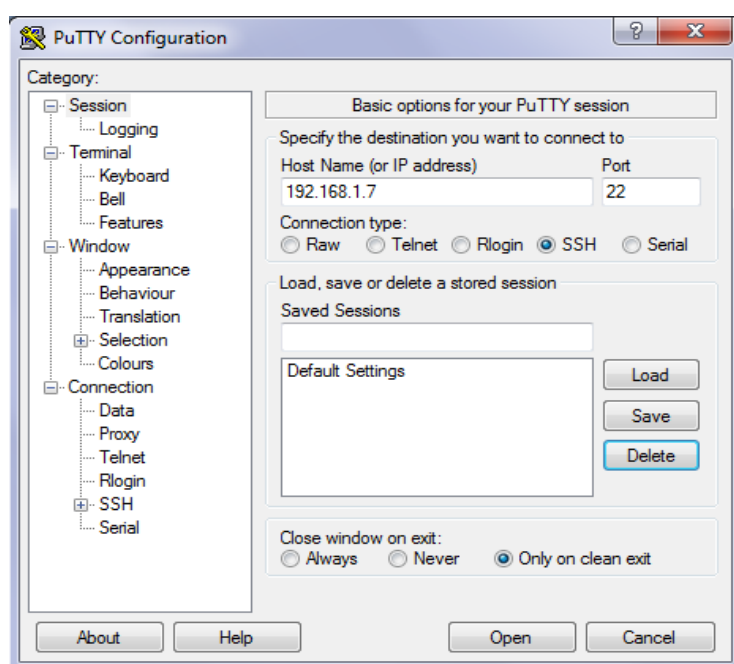 PuTTY Configuration
Category:
Session
Logging
Terminal
Keyboard
Bell
Features
Window
Appearance
Behaviour
Translation
Selection
Colours
Connection
Data
Proxy
Telnet
Rlogin
SSH
Serial
Basic options for your PuTTY session
Specify the destination you want to connect to
Host Name (or IP address) Port
192.168.1.7 22
Connection type:
Raw Telnet Rlogin SSH Serial
Load, save or delete a stored session
Saved Sessions
Default Settings
Load
Save
Delete
Close window on exit:
Always Never Only on clean exit
About Help Open Cancel